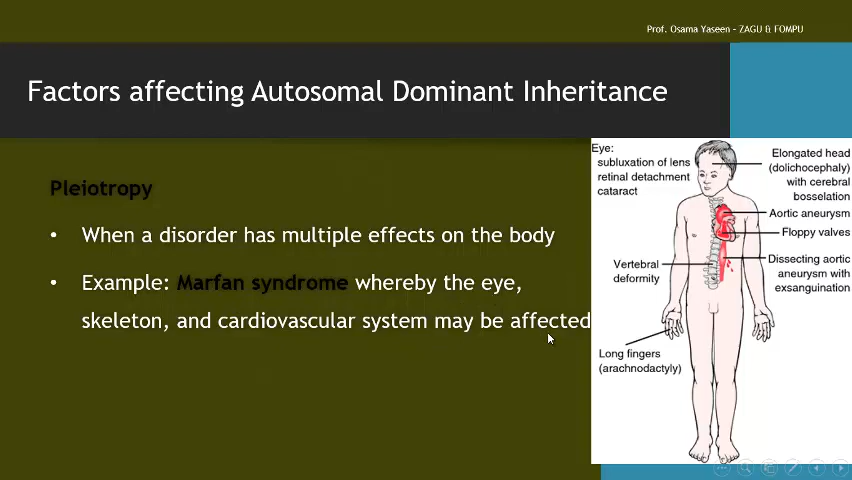 Prof. Osama Yaseen – ZAGU & FOMPU
Factors affecting Autosomal Dominant Inheritance
Pleiotropy
• When a disorder has multiple effects on the body
• Example: Marfan syndrome whereby the eye,
skeleton, and cardiovascular system may be affected
Eye:
subluxation of lens
retinal detachment
cataract
Elongated head
(dolichocephaly)
with cerebral
bosselation
Aortic aneurysm
Floppy valves
Vertebral
deformity
Dissecting aortic
aneurysm with
exsanguination
Long fingers
(arachnodactyly)